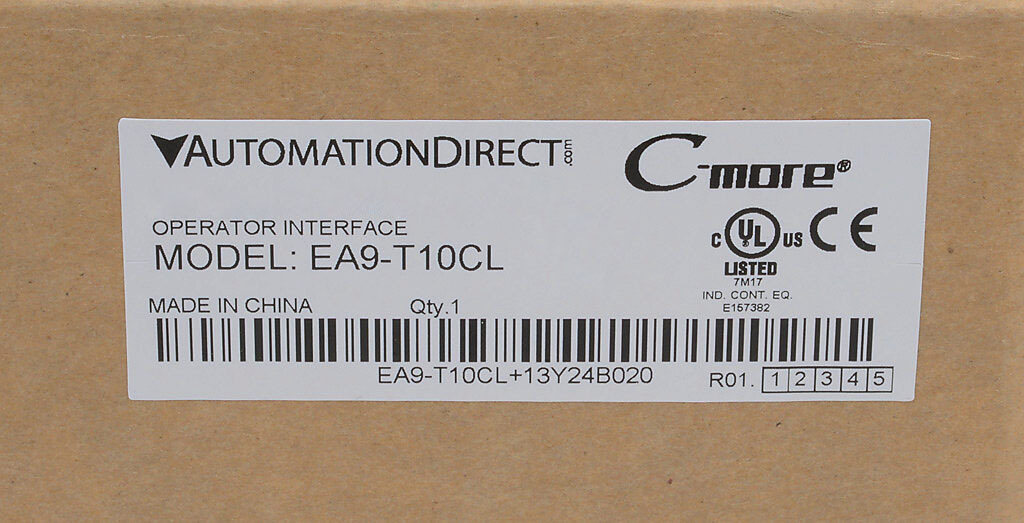 AUTOMATIONDIRECT.com
C-more®
OPERATOR INTERFACE
MODEL: EA9-T10CL
C UL US CE
LISTED
7M17
IND. CONT. EQ.
E157382
MADE IN CHINA Qty.1
EA9-T10CL+13Y24B020
R01. 1 2 3 4 5